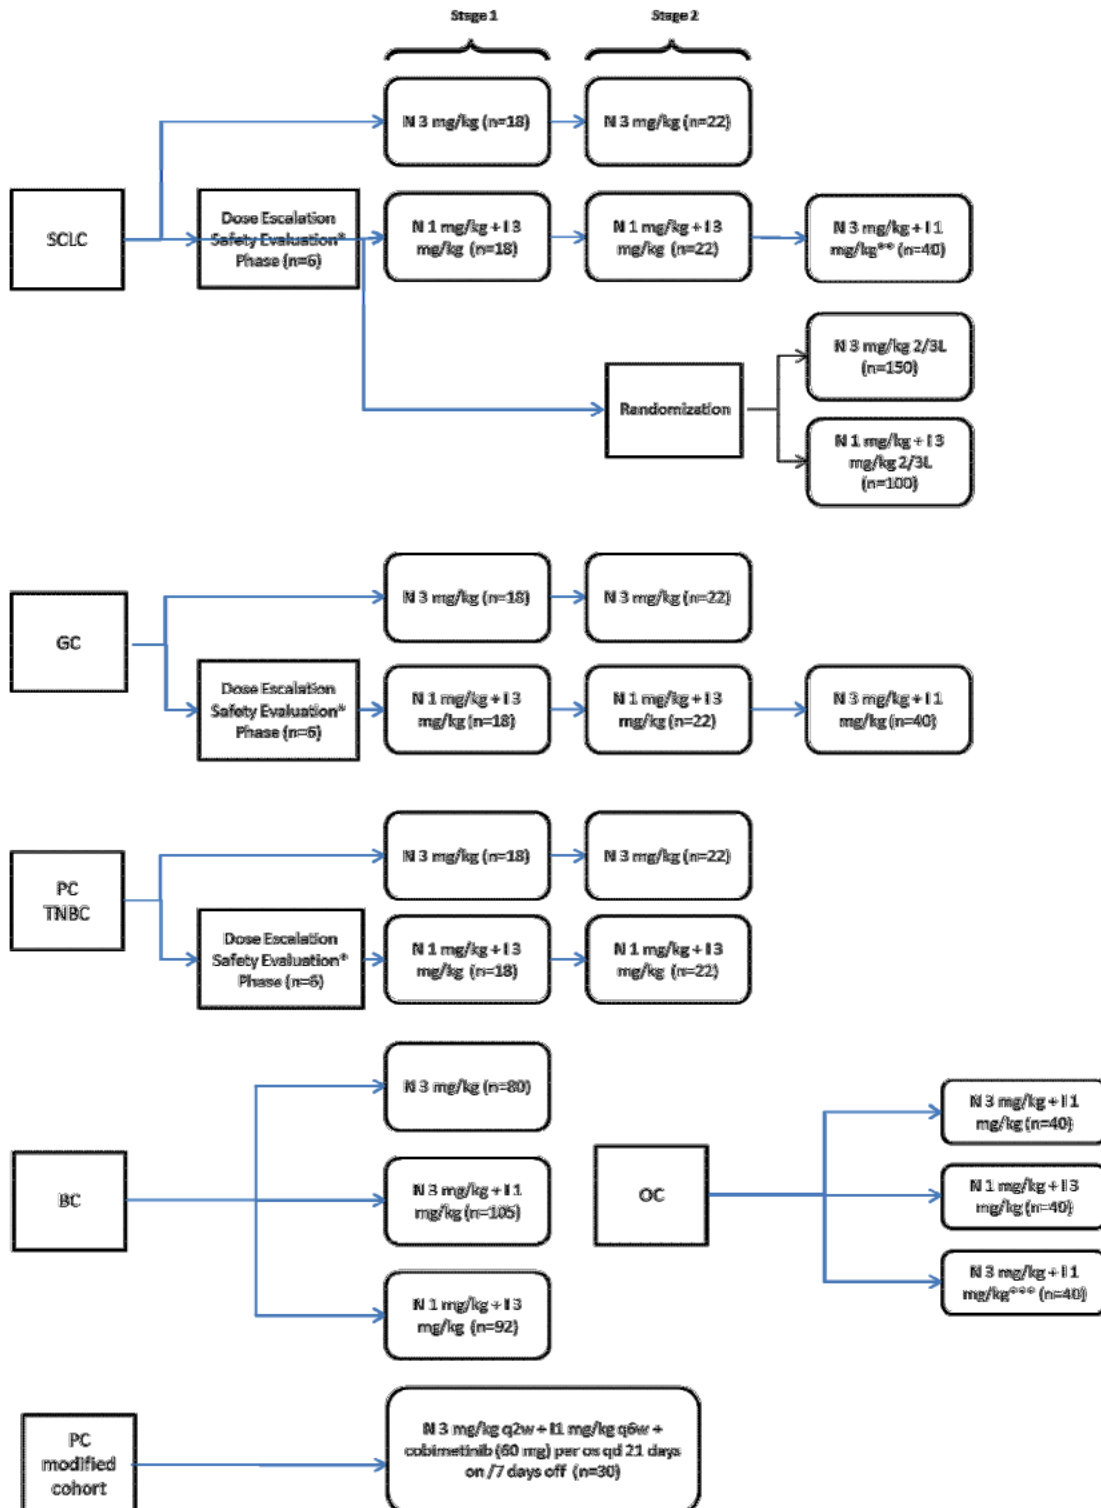 Stage 1
Stage 2
N 3 mg/kg (n=18)
N 3 mg/kg (n=22)
SCLC
Dose Escalation
Safety Evaluation*
Phase (n=6)
N 1 mg/kg + I 3
mg/kg (n=18)
N 1 mg/kg + I 3
mg/kg (n=22)
N 3 mg/kg + I 1
mg/kg** (n=40)
N 3 mg/kg 2/3L
(n=150)
Randomization
N 1 mg/kg + I 3
mg/kg 2/3L
(n=100)
GC
N 3 mg/kg (n=18)
N 3 mg/kg (n=22)
Dose Escalation
Safety Evaluation*
Phase (n=6)
N 1 mg/kg + I 3
mg/kg (n=18)
N 1 mg/kg + I 3
mg/kg (n=22)
N 3 mg/kg + I 1
mg/kg (n=40)
PC
TNBC
N 3 mg/kg (n=18)
N 3 mg/kg (n=22)
Dose Escalation
Safety Evaluation*
Phase (n=6)
N 1 mg/kg + I 3
mg/kg (n=18)
N 1 mg/kg + I 3
mg/kg (n=22)
BC
N 3 mg/kg (n=80)
N 3 mg/kg + I 1
mg/kg (n=105)
N 1 mg/kg + I 3
mg/kg (n=92)
OC
N 3 mg/kg + I 1
mg/kg (n=40)
N 1 mg/kg + I 3
mg/kg (n=40)
N 3 mg/kg + I 1
mg/kg*** (n=40)
PC
modified
cohort
N 3 mg/kg q2w + I1 mg/kg q6w +
cobimetinib (60 mg) per os qd 21 days
on /7 days off (n=30)